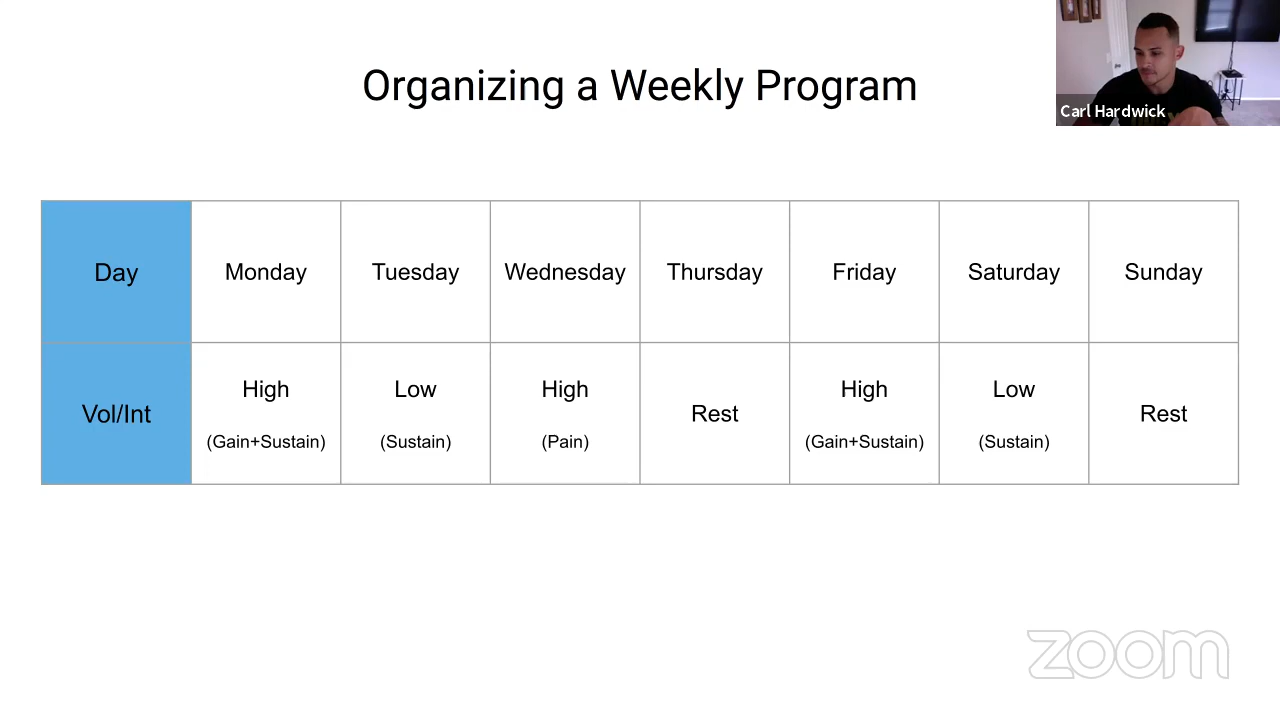 Organizing a Weekly Program
Carl Hardwick
Day Monday Tuesday Wednesday Thursday Friday Saturday Sunday
Vol/Int High Low High Rest High Low Rest
(Gain+Sustain) (Sustain) (Pain) (Gain+Sustain) (Sustain)
zoom